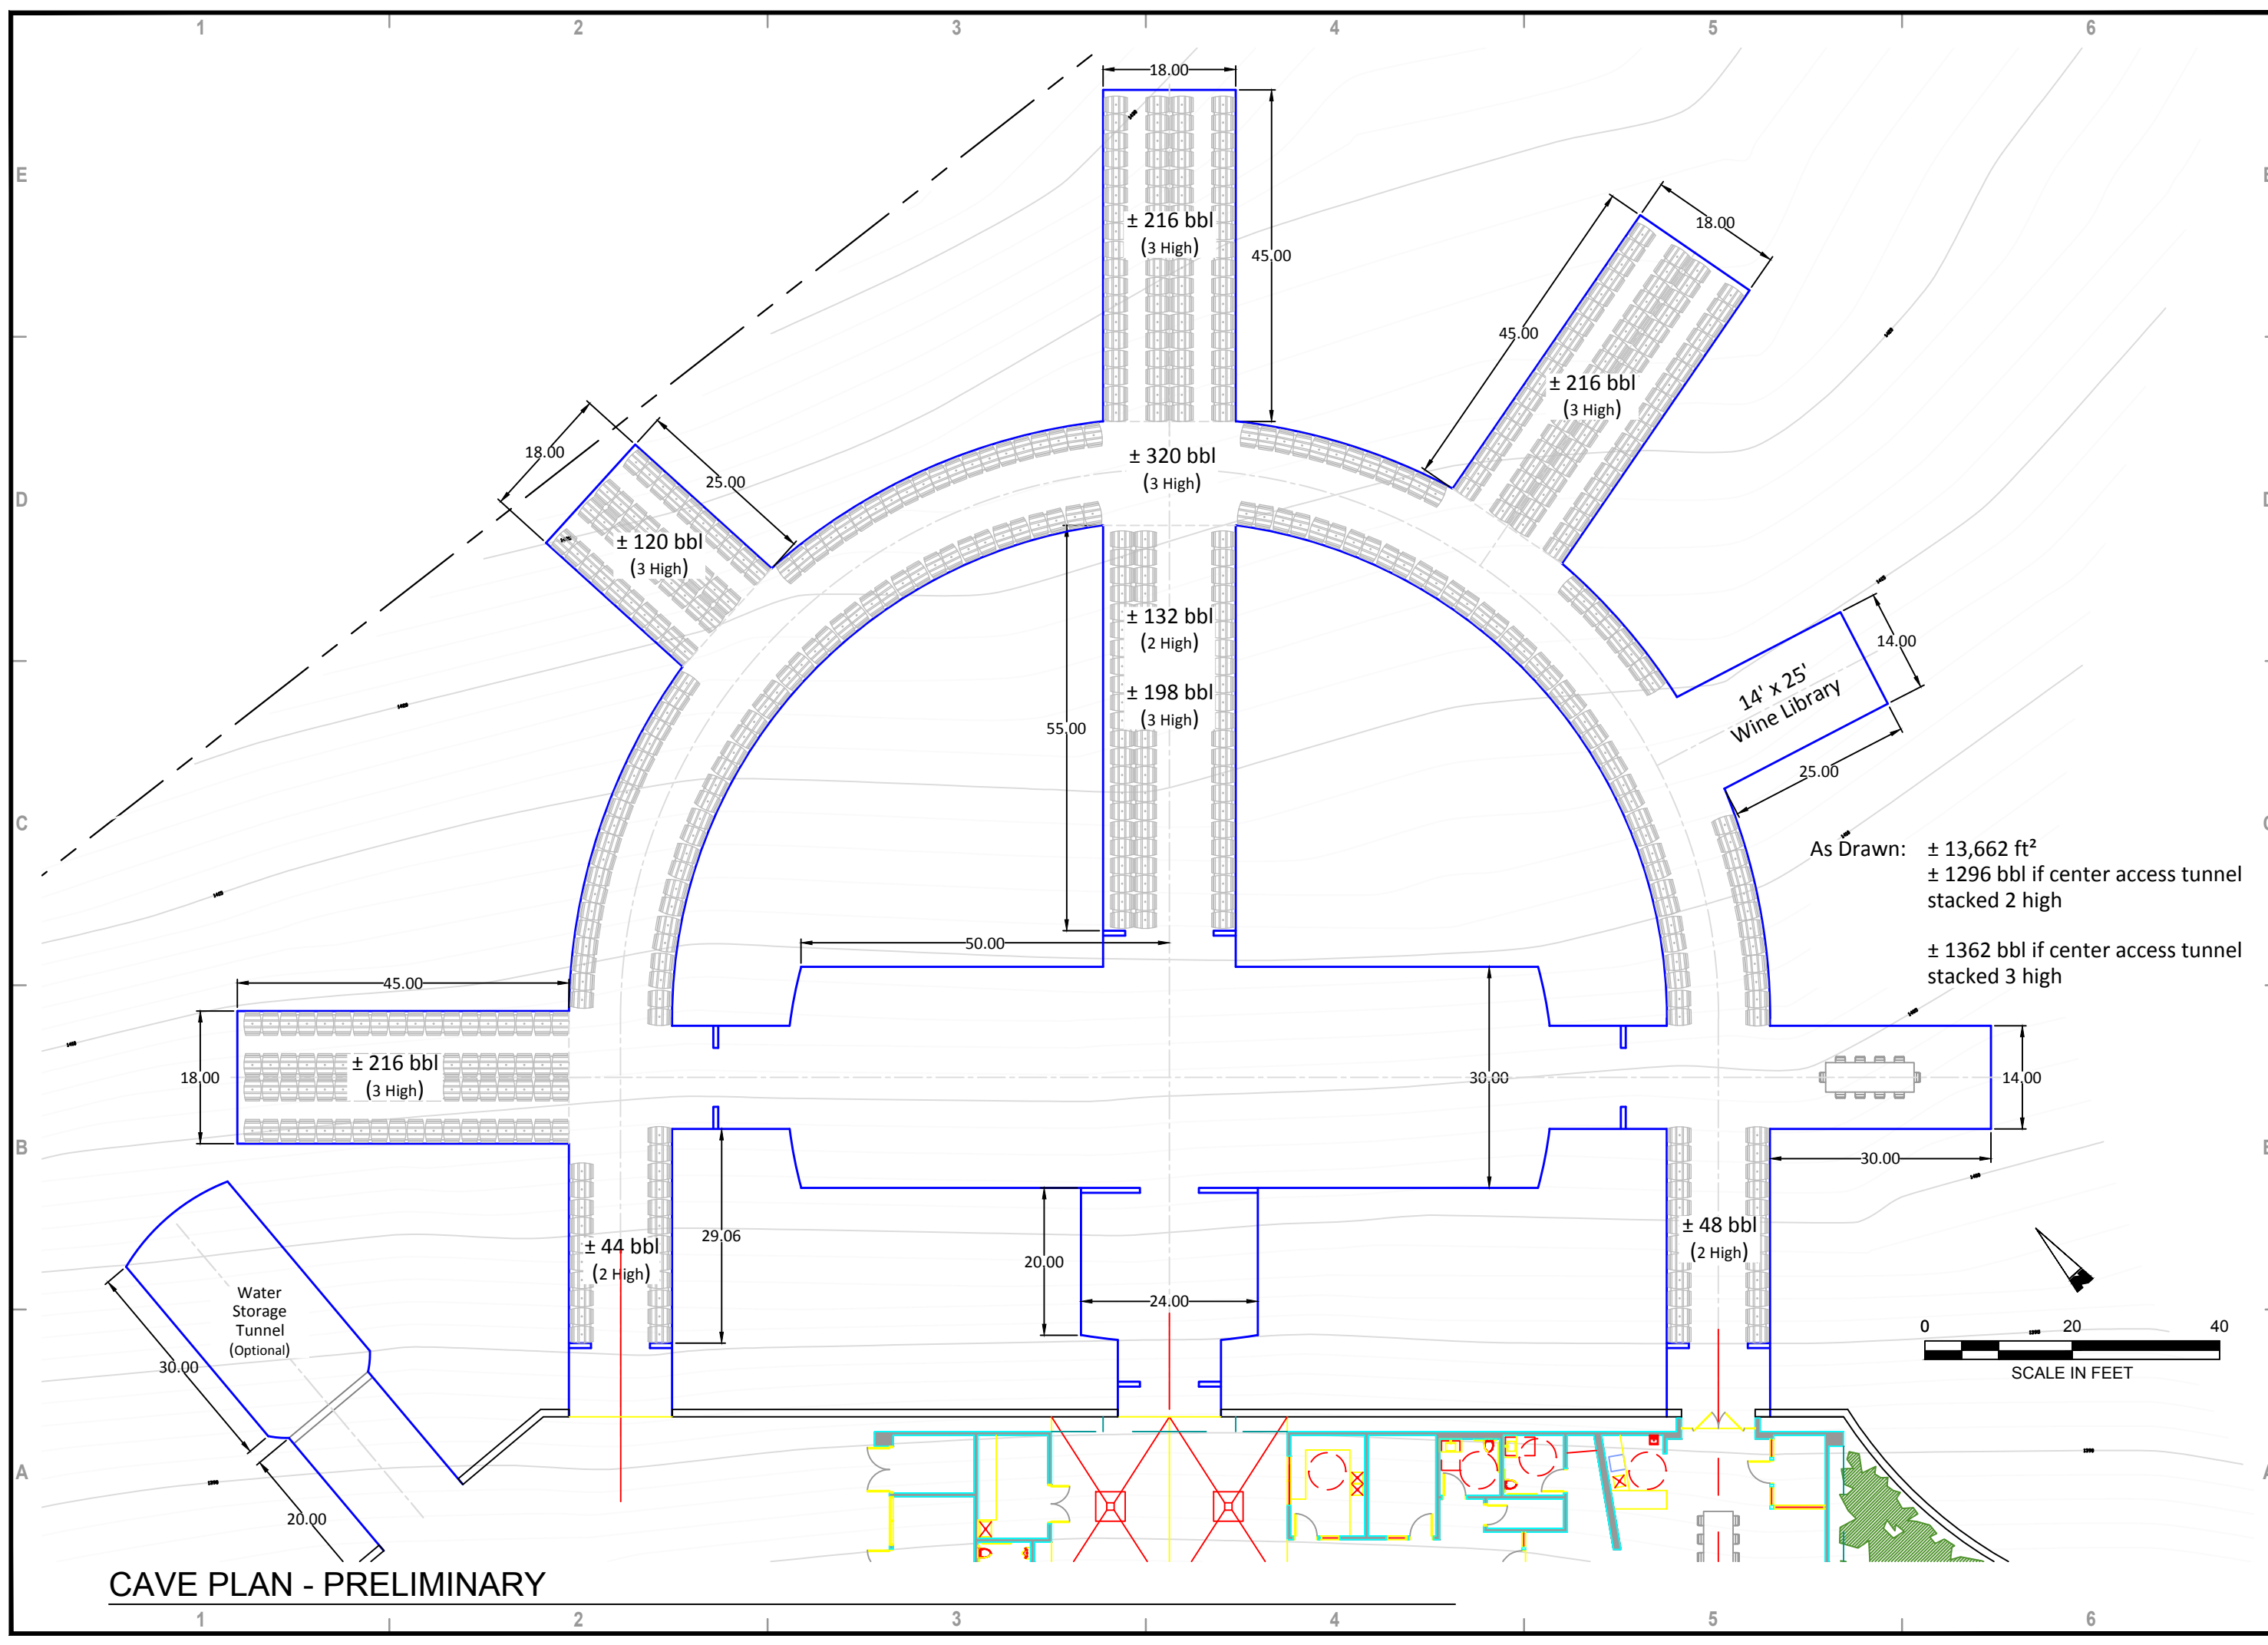 1 2 3 4 5 6
18.00
E
± 216 bbl
(3 High)
45.00
18.00
45.00
± 216 bbl
(3 High)
18.00
25.00
± 320 bbl
(3 High)
D
± 120 bbl
(3 High)
± 132 bbl
(2 High)
± 198 bbl
(3 High)
55.00
14.00
14' x 25'
Wine Library
25.00
C
As Drawn: ± 13,662 ft²
± 1296 bbl if center access tunnel
stacked 2 high
± 1362 bbl if center access tunnel
stacked 3 high
50.00
45.00
18.00
± 216 bbl
(3 High)
30.00
14.00
B
30.00
29.06
± 44 bbl
(2 High)
20.00
24.00
± 48 bbl
(2 High)
Water
Storage
Tunnel
(Optional)
30.00
0 20 40
SCALE IN FEET
A
20.00
CAVE PLAN - PRELIMINARY
1 2 3 4 5 6